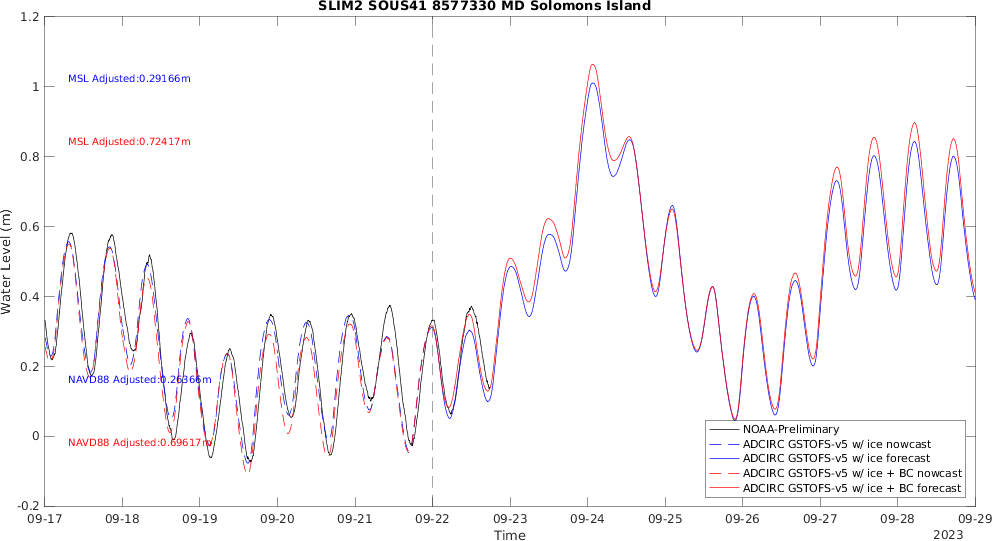 SLIM2 SOUS41 8577330 MD Solomons Island
1.2
1
0.8
0.6
0.4
0.2
0
-0.2
Water Level (m)
MSL Adjusted:0.29166m
MSL Adjusted:0.72417m
NAVD88 Adjusted:0.26366m
NAVD88 Adjusted:0.69617m
NOAA-Preliminary
ADCIRC GSTOFS-v5 w/ ice nowcast
ADCIRC GSTOFS-v5 w/ ice forecast
ADCIRC GSTOFS-v5 w/ ice + BC nowcast
ADCIRC GSTOFS-v5 w/ ice + BC forecast
09-17 09-18 09-19 09-20 09-21 09-22 09-23 09-24 09-25 09-26 09-27 09-28 09-29
Time
2023